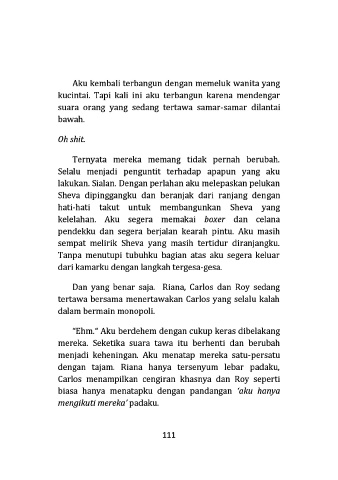 Aku kembali terbangun dengan memeluk wanita yang
kucintai. Tapi kali ini aku terbangun karena mendengar
suara orang yang sedang tertawa samar-samar dilantai
bawah.
Oh shit.
Ternyata mereka memang tidak pernah berubah.
Selalu menjadi penguntit terhadap apapun yang aku
lakukan. Sialan. Dengan perlahan aku melepaskan pelukan
Sheva dipinggangku dan beranjak dari ranjang dengan
hati-hati takut untuk membangunkan Sheva yang
kelelahan. Aku segera memakai boxer dan celana
pendekku dan segera berjalan kearah pintu. Aku masih
sempat melirik Sheva yang masih tertidur diranjangku.
Tanpa menutupi tubuhku bagian atas aku segera keluar
dari kamarku dengan langkah tergesa-gesa.
Dan yang benar saja. Riana, Carlos dan Roy sedang
tertawa bersama menertawakan Carlos yang selalu kalah
dalam bermain monopoli.
"Ehm." Aku berdehem dengan cukup keras dibelakang
mereka. Seketika suara tawa itu berhenti dan berubah
menjadi keheningan. Aku menatap mereka satu-persatu
dengan tajam. Riana hanya tersenyum lebar padaku,
Carlos menampilkan cengiran khasnya dan Roy seperti
biasa hanya menatapku dengan pandangan 'aku hanya
mengikuti mereka' padaku.
111